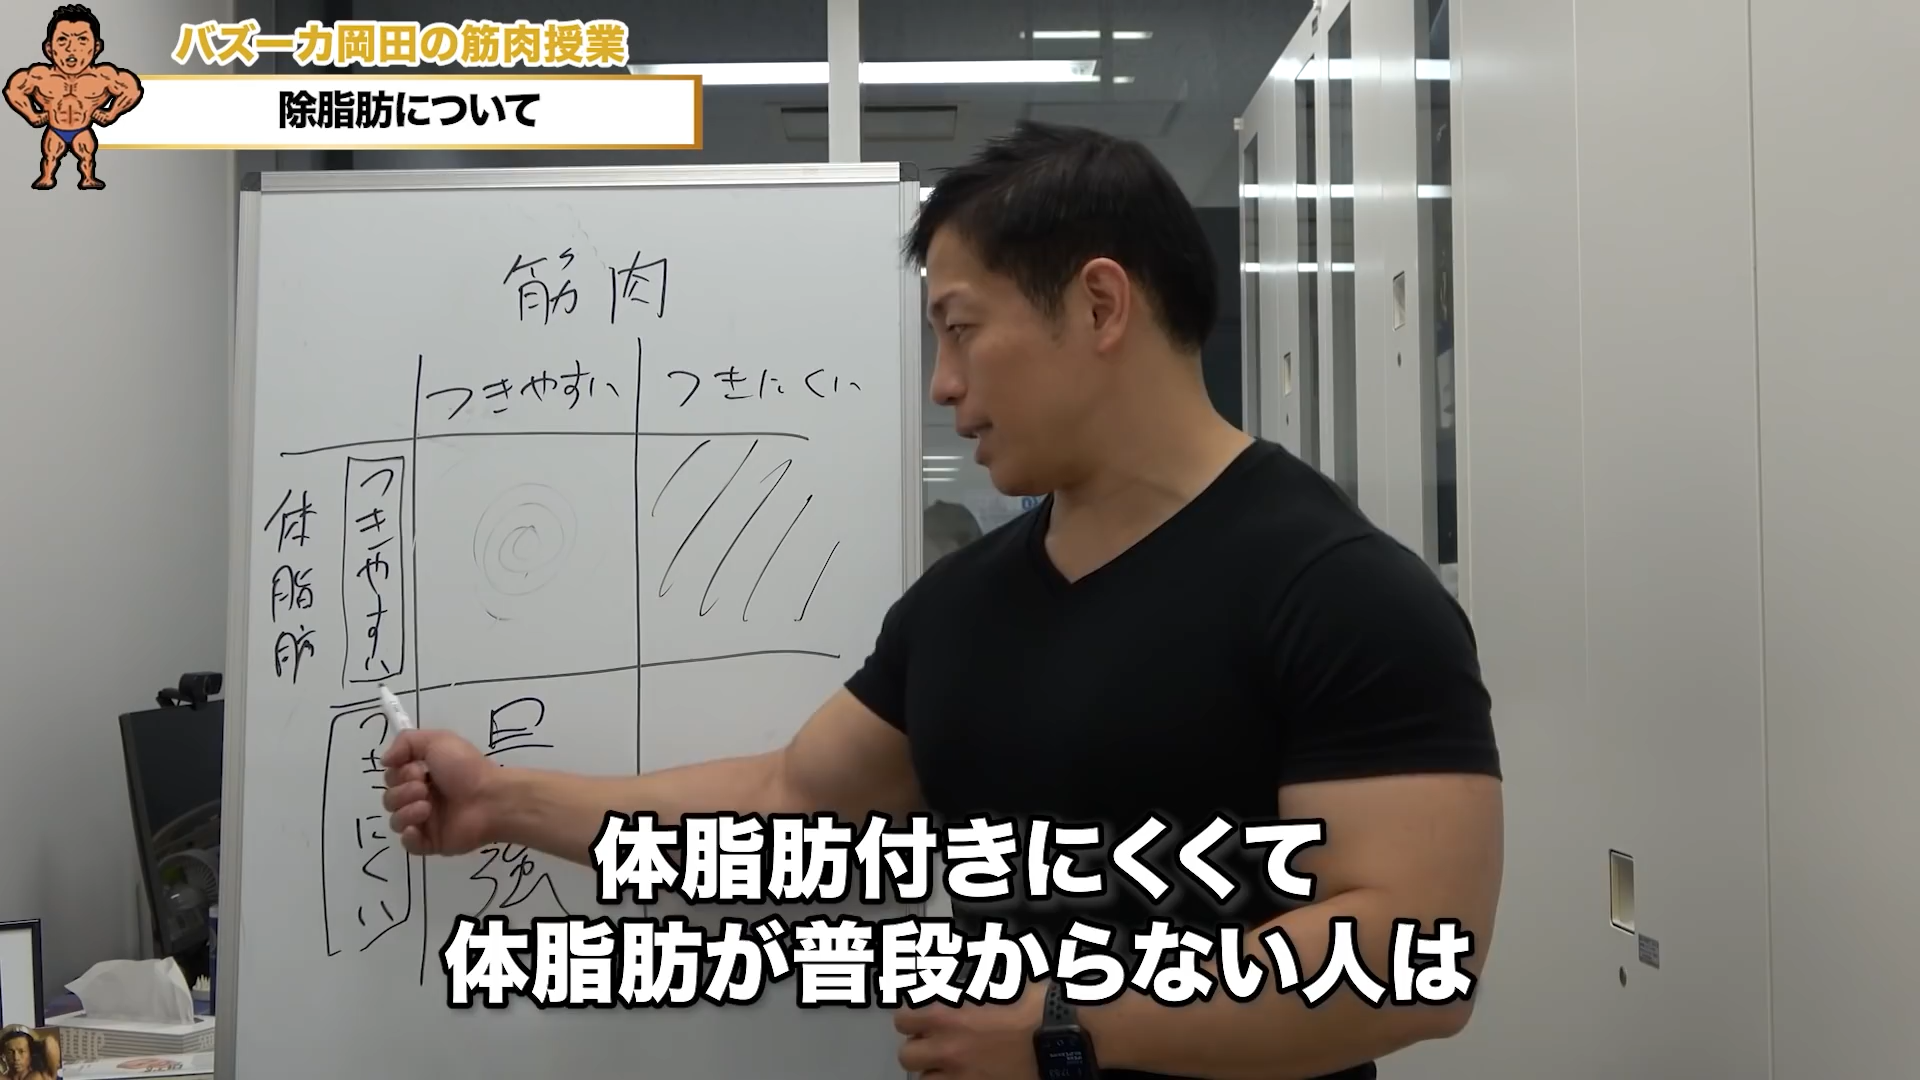 バズーカ岡田の筋肉授業
除脂肪について
筋肉
つきやすい
つきにくい
体脂肪
つきやすい
つきにくい
最強
体脂肪付きにくくて
体脂肪が普段からない人は